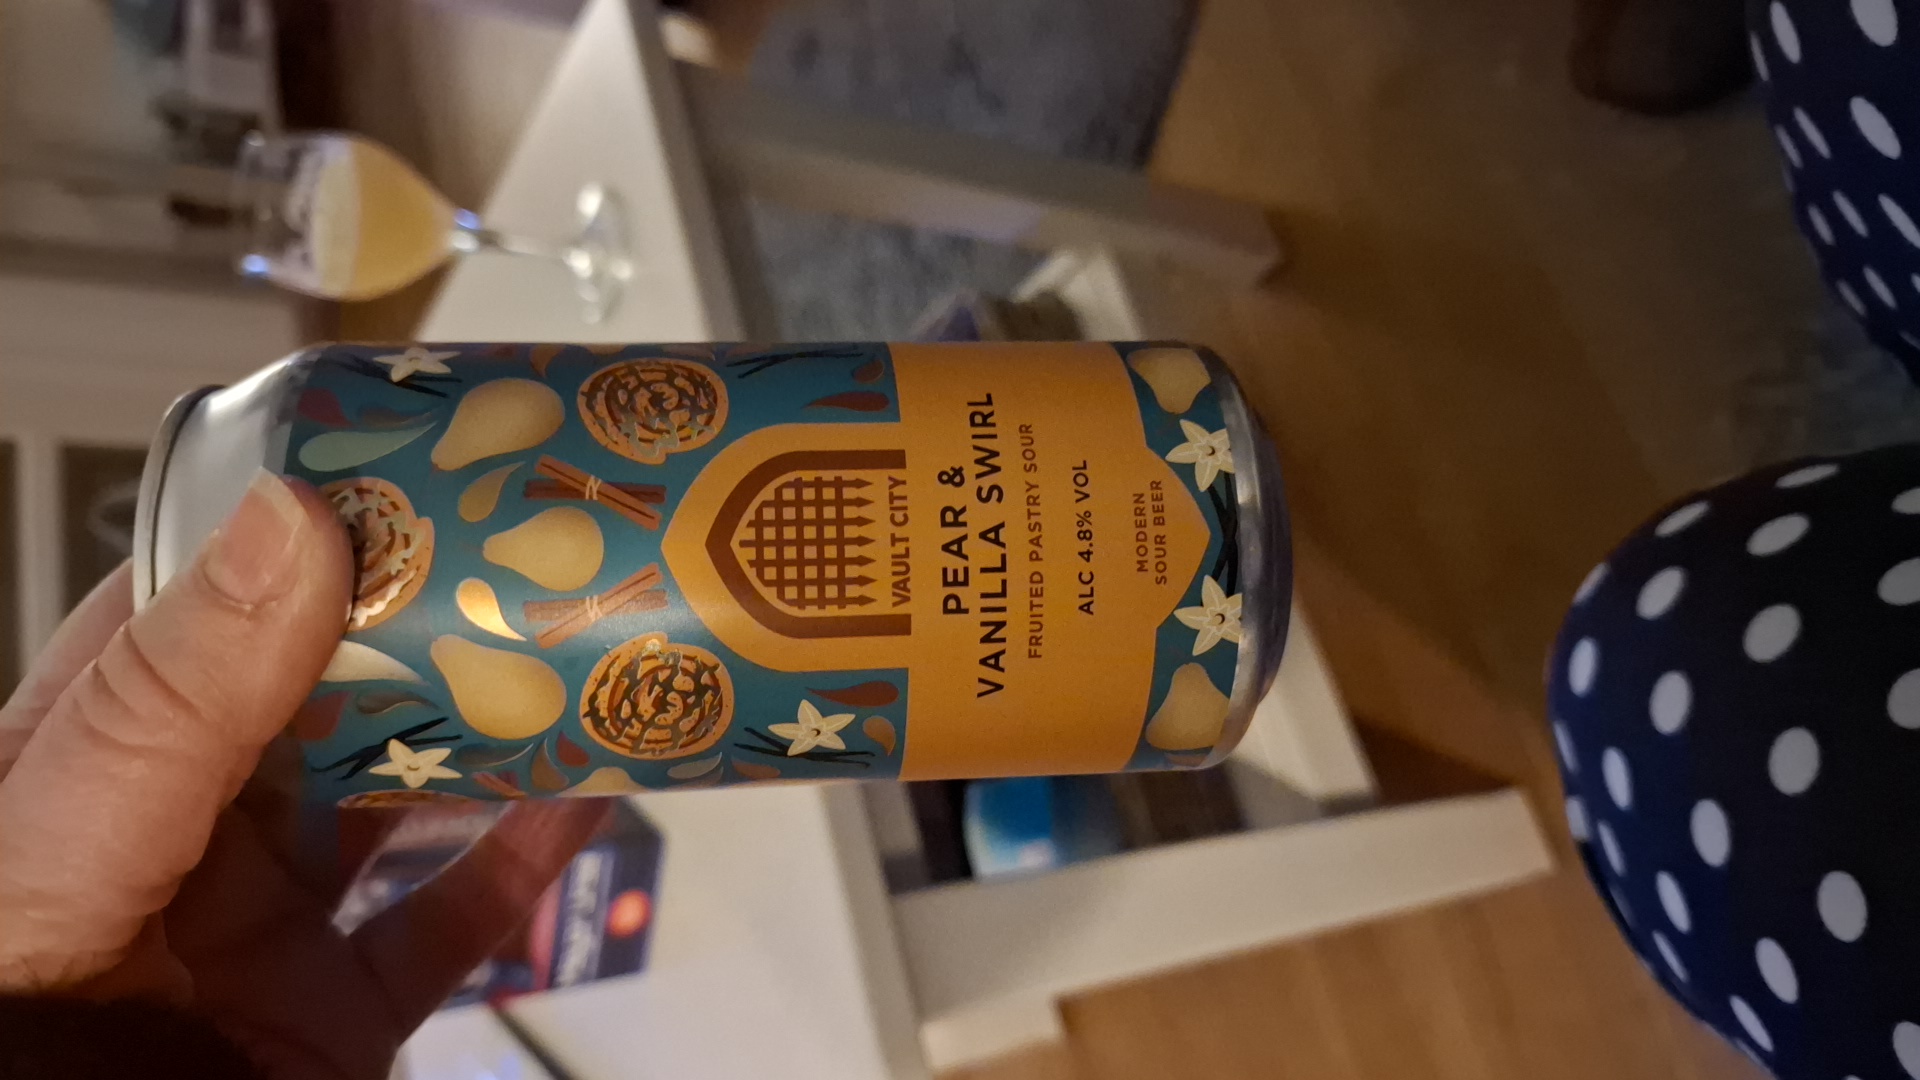 VAULT CITY
PEAR &
VANILLA SWIRL
FRUITED PASTRY SOUR
ALC 4.8% VOL
MODERN
SOUR BEER